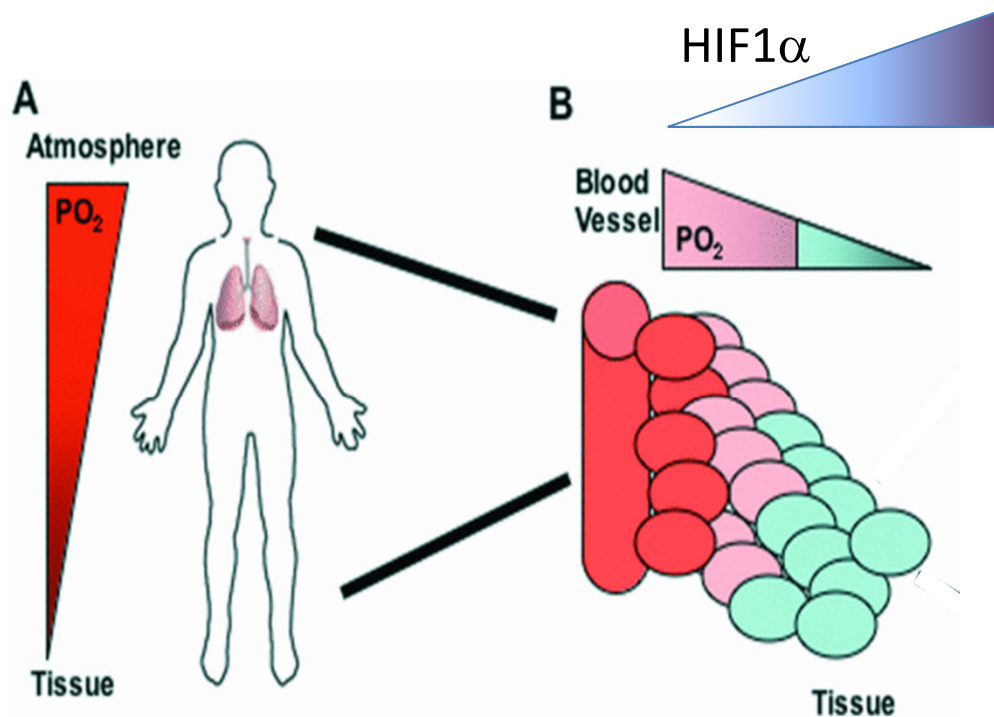 HIF1α
A
B
Atmosphere
PO₂
Blood
Vessel
PO₂
Tissue
Tissue